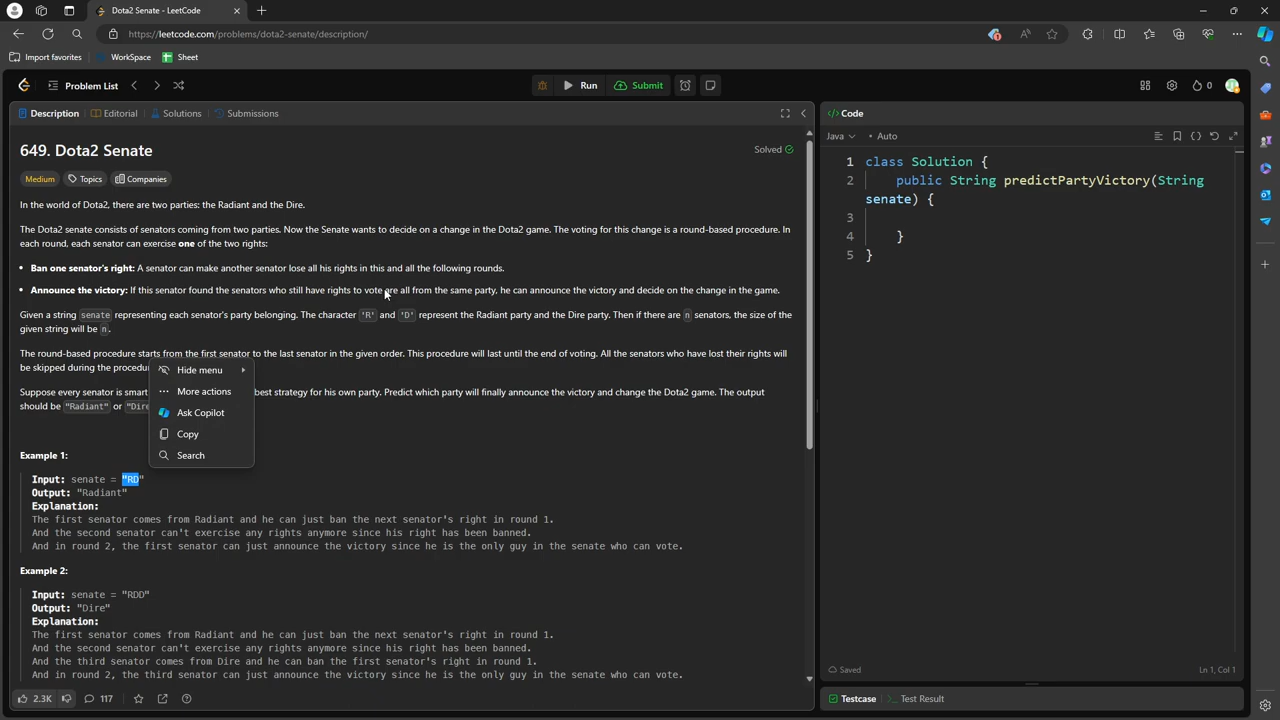 Dota2 Senate - LeetCode
https://leetcode.com/problems/dota2-senate/description/
Import favorites
WorkSpace
Sheet
Problem List
Run
Submit
0
Description
Editorial
Solutions
Submissions
649. Dota2 Senate
Solved
Medium
Topics
Companies
In the world of Dota2, there are two parties: the Radiant and the Dire.
The Dota2 senate consists of senators coming from two parties. Now the Senate wants to decide on a change in the Dota2 game. The voting for this change is a round-based procedure. In
each round, each senator can exercise one of the two rights:
• Ban one senator's right: A senator can make another senator lose all his rights in this and all the following rounds.
• Announce the victory: If this senator found the senators who still have rights to vote are all from the same party, he can announce the victory and decide on the change in the game.
Given a string senate representing each senator's party belonging. The character 'R' and 'D' represent the Radiant party and the Dire party. Then if there are n senators, the size of the
given string will be n.
The round-based procedure starts from the first senator to the last senator in the given order. This procedure will last until the end of voting. All the senators who have lost their rights
will be skipped during the procedu
Suppose every senator is smart
best strategy for his own party. Predict which party will finally announce the victory and change the Dota2 game. The output
should be "Radiant" or "Dire
Hide menu
More actions
Ask Copilot
Copy
Search
Example 1:
Input: senate = "RD"
Output: "Radiant"
Explanation:
The first senator comes from Radiant and he can just ban the next senator's right in round 1.
And the second senator can't exercise any rights anymore since his right has been banned.
And in round 2, the first senator can just announce the victory since he is the only guy in the senate who can vote.
Example 2:
Input: senate = "RDD"
Output: "Dire"
Explanation:
The first senator comes from Radiant and he can just ban the next senator's right in round 1.
And the second senator can't exercise any rights anymore since his right has been banned.
And the third senator comes from Dire and he can ban the first senator's right in round 1.
And in round 2, the third senator can just announce the victory since he is the only guy in the senate who can vote.
2.3K
117
</> Code
Java
• Auto
1 class Solution {
2 public String predictPartyVictory(String
senate) {
3
4 }
5 }
Saved
Ln 1, Col 1
Testcase
Test Result